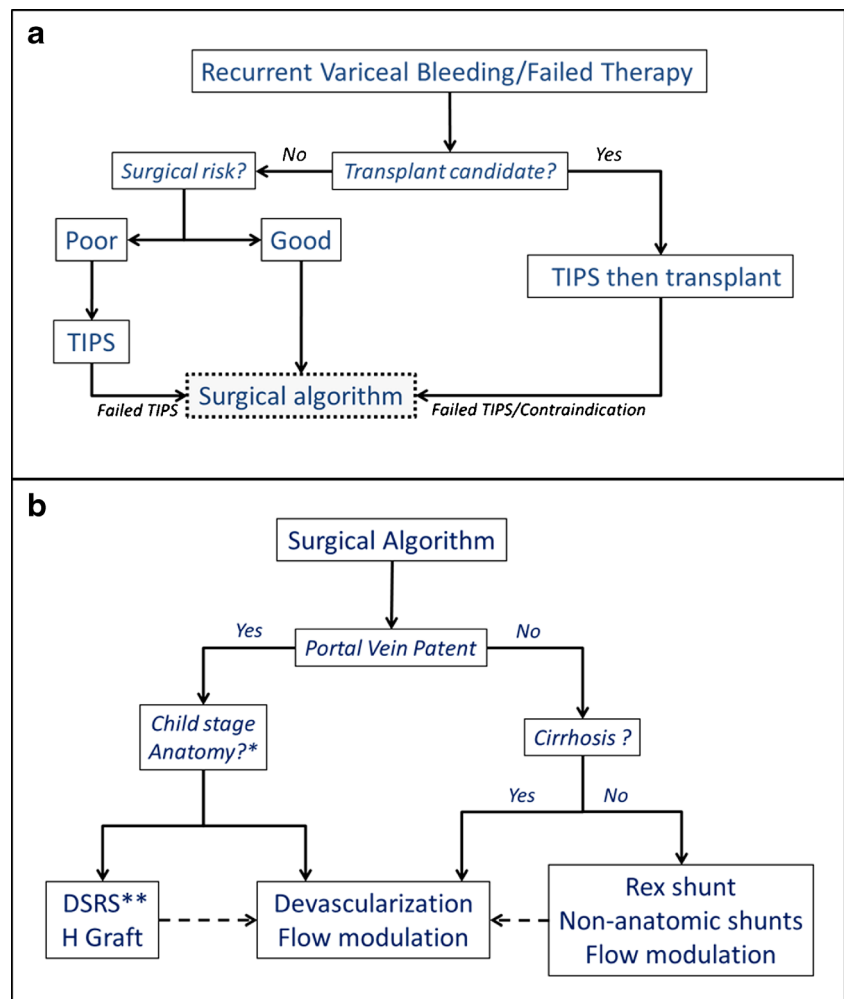 a
Recurrent Variceal Bleeding/Failed Therapy
No
Yes
Surgical risk?
Transplant candidate?
Poor
Good
TIPS then transplant
TIPS
Surgical algorithm
Failed TIPS
Failed TIPS/Contraindication
b
Surgical Algorithm
Yes
No
Portal Vein Patent
Child stage
Anatomy?*
Cirrhosis ?
Yes
No
DSRS**
H Graft
Devascularization
Flow modulation
Rex shunt
Non-anatomic shunts
Flow modulation